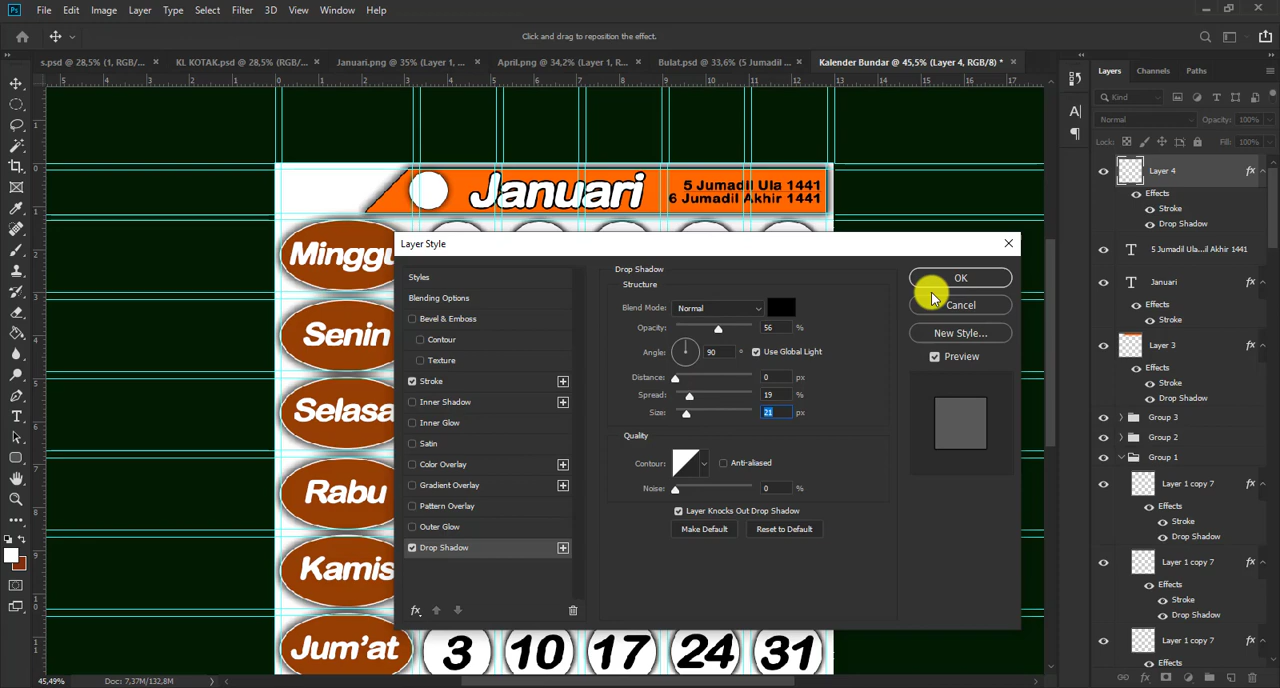 Ps File Edit Image Layer Type Select Filter 3D View Window Help
Click and drag to reposition the effect.
s.psd @ 28,5% (1, RGB/... × KL KOTAK.psd @ 28,5% (RGB/... × Januari.png @ 35% (Layer 1, ... × April.png @ 34,2% (Layer 1, R... × Bulat.psd @ 33,6% (5 Jumadil ... × Kalender Bundar @ 45,5% (Layer 4, RGB/8) * ×
Januari
5 Jumadil Ula 1441
6 Jumadil Akhir 1441
Minggu
Senin
Selasa
Rabu
Kamis
Jum'at 3 10 17 24 31
Layer Style
Styles
Blending Options
Bevel & Emboss
Contour
Texture
Stroke
Inner Shadow
Inner Glow
Satin
Color Overlay
Gradient Overlay
Pattern Overlay
Outer Glow
Drop Shadow
fx
Drop Shadow
Structure
Blend Mode: Normal
Opacity: 56 %
Angle: 90 ° Use Global Light
Distance: 0 px
Spread: 19 %
Size: 21 px
Quality
Contour: Anti-aliased
Noise: 0 %
Layer Knocks Out Drop Shadow
Make Default Reset to Default
OK
Cancel
New Style...
Preview
Layers Channels Paths
Kind
Normal Opacity: 100%
Lock: Fill: 100%
Layer 4 fx
Effects
Stroke
Drop Shadow
5 Jumadil Ula...il Akhir 1441
Januari fx
Effects
Stroke
Layer 3 fx
Effects
Stroke
Drop Shadow
Group 3
Group 2
Group 1
Layer 1 copy 7 fx
Effects
Stroke
Drop Shadow
Layer 1 copy 7 fx
Effects
Stroke
Drop Shadow
Layer 1 copy 7 fx
Effects
45,49% Doc: 7,37M/132,8M